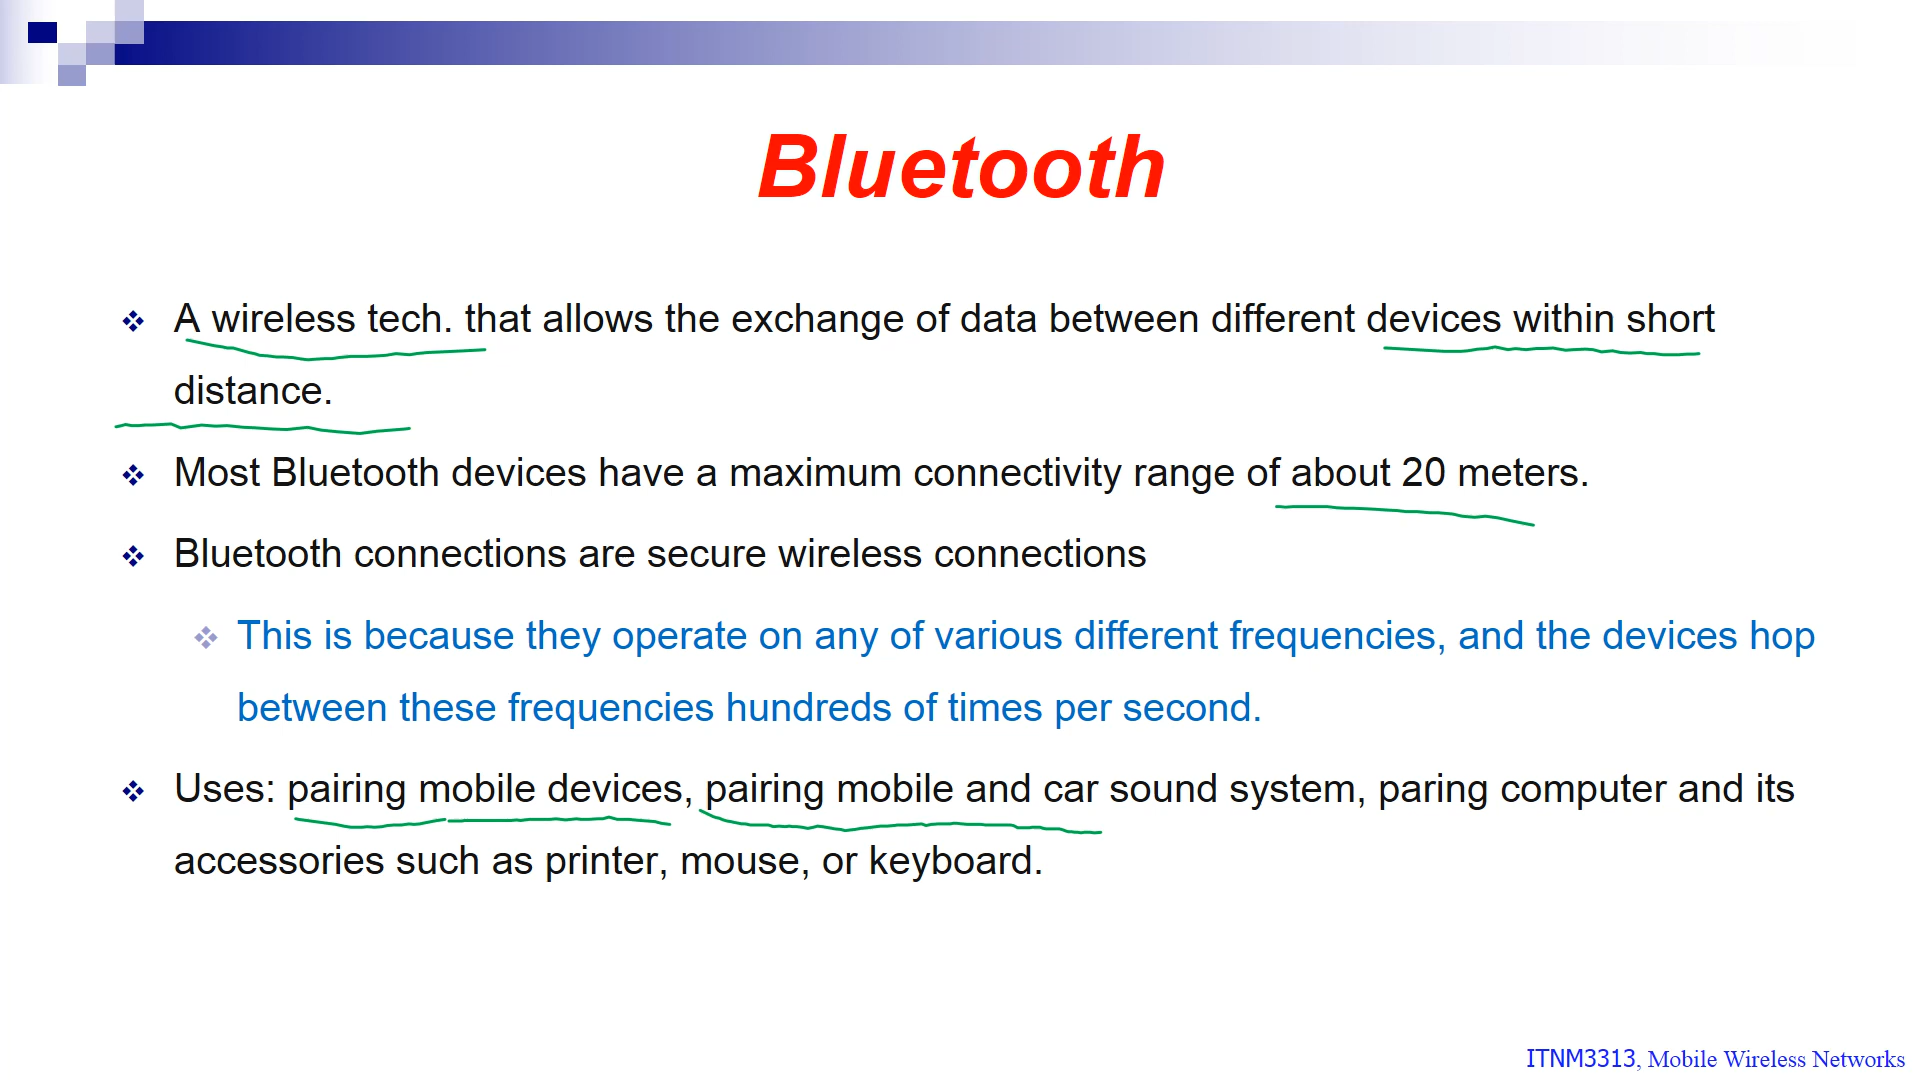 Bluetooth
❖ A wireless tech. that allows the exchange of data between different devices within short
distance.
❖ Most Bluetooth devices have a maximum connectivity range of about 20 meters.
❖ Bluetooth connections are secure wireless connections
❖ This is because they operate on any of various different frequencies, and the devices hop
between these frequencies hundreds of times per second.
❖ Uses: pairing mobile devices, pairing mobile and car sound system, paring computer and its
accessories such as printer, mouse, or keyboard.
ITNM3313, Mobile Wireless Networks